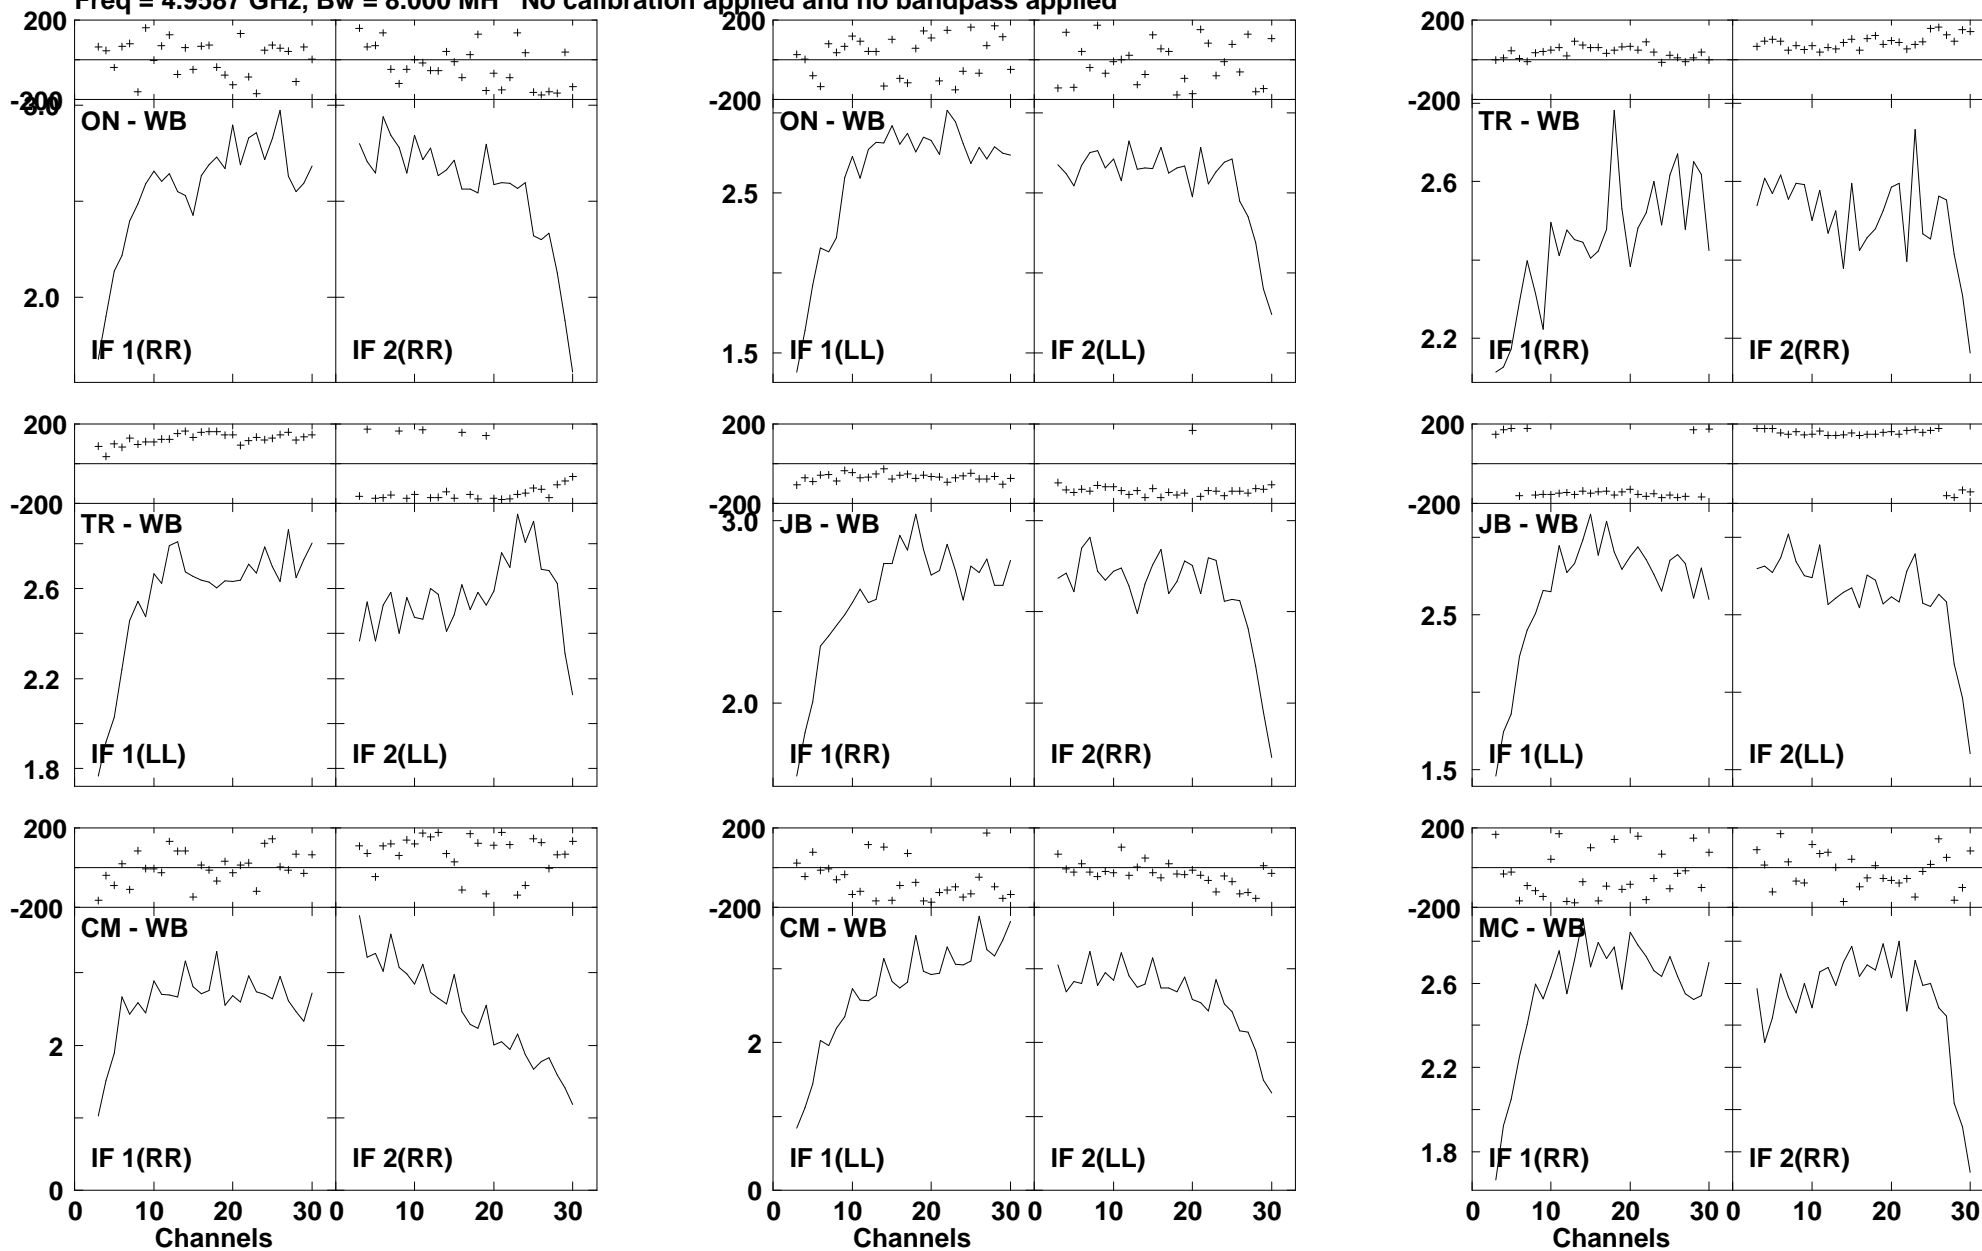 Freq = 4.9587 GHz, Bw = 8.000 MH No calibration applied and no bandpass applied
200 200 200
-200 -200 -200
3.0
ON - WB ON - WB TR - WB
2.5 2.6
2.0
1.5 2.2
IF 1(RR) IF 2(RR) IF 1(LL) IF 2(LL) IF 1(RR) IF 2(RR)
200 200 200
-200 -200 -200
3.0
TR - WB JB - WB JB - WB
2.6 2.5
2.2 2.0
1.8 1.5
IF 1(LL) IF 2(LL) IF 1(RR) IF 2(RR) IF 1(LL) IF 2(LL)
200 200 200
-200 -200 -200
CM - WB CM - WB MC - WB
2.6
2 2 2.2
1.8
IF 1(RR) IF 2(RR) IF 1(LL) IF 2(LL) IF 1(RR) IF 2(RR)
0 0
0 10 20 30 0 10 20 30 0 10 20 30 0 10 20 30 0 10 20 30 0 10 20 30
Channels Channels Channels